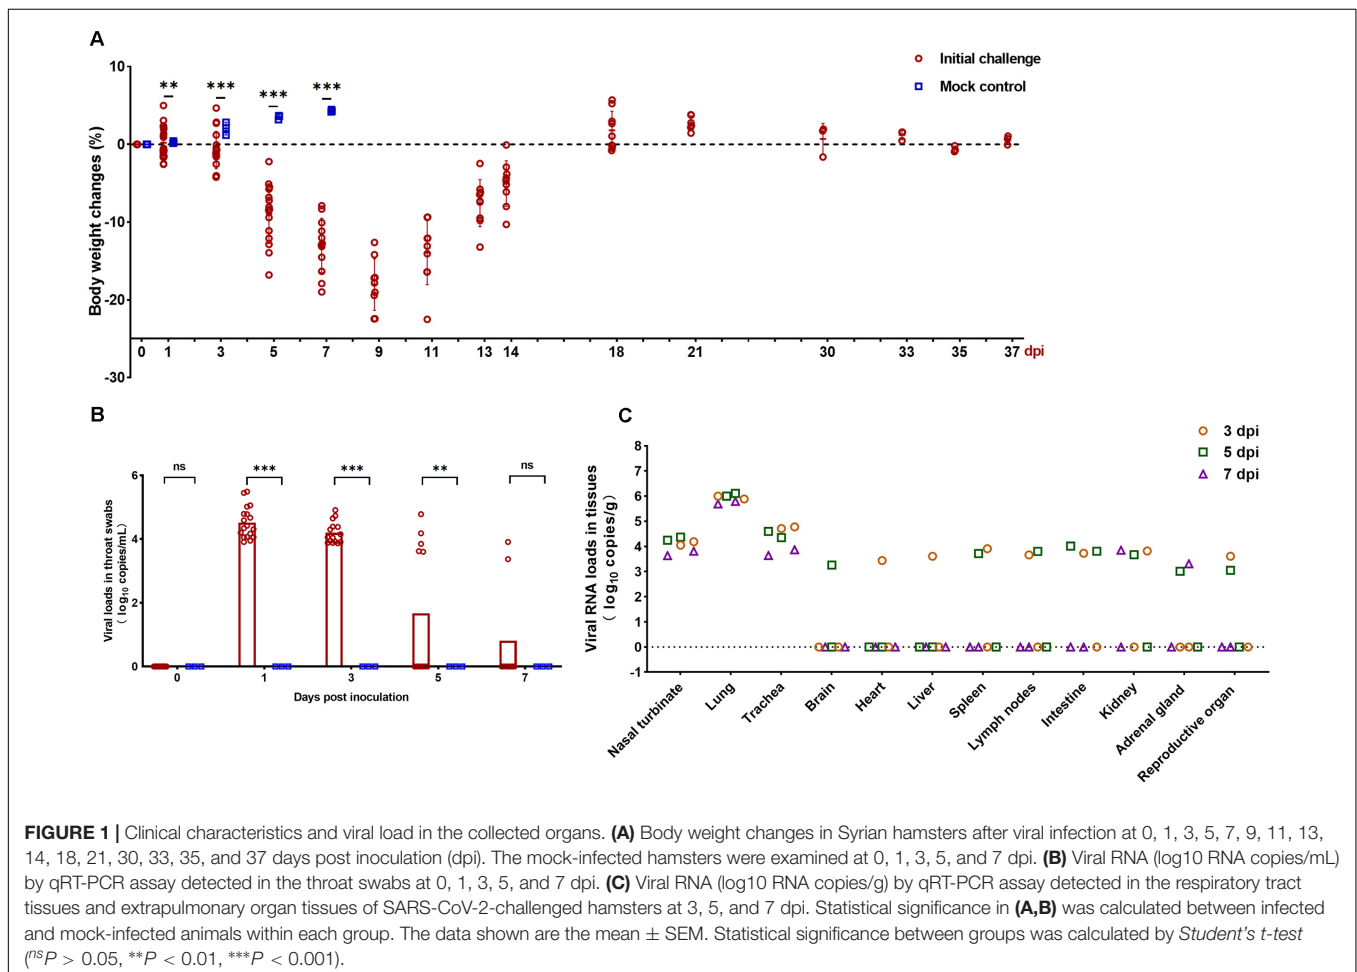 A
Initial challenge
Mock control
** *** *** ***
Body weight changes (%)
10
0
-10
-20
-30
0 1 3 5 7 9 11 13 14 18 21 30 33 35 37 dpi
B
ns *** *** ** ns
Viral loads in throat swabs
( log10 copies/mL)
6
4
2
0
0 1 3 5 7
Days post inoculation
C
3 dpi
5 dpi
7 dpi
Viral RNA loads in tissues
( log10 copies/g)
8
7
6
5
4
3
2
1
0
-1
Nasal turbinate
Lung
Trachea
Brain
Heart
Liver
Spleen
Lymph nodes
Intestine
Kidney
Adrenal gland
Reproductive organ
FIGURE 1 | Clinical characteristics and viral load in the collected organs. (A) Body weight changes in Syrian hamsters after viral infection at 0, 1, 3, 5, 7, 9, 11, 13,
14, 18, 21, 30, 33, 35, and 37 days post inoculation (dpi). The mock-infected hamsters were examined at 0, 1, 3, 5, and 7 dpi. (B) Viral RNA (log10 RNA copies/mL)
by qRT-PCR assay detected in the throat swabs at 0, 1, 3, 5, and 7 dpi. (C) Viral RNA (log10 RNA copies/g) by qRT-PCR assay detected in the respiratory tract
tissues and extrapulmonary organ tissues of SARS-CoV-2-challenged hamsters at 3, 5, and 7 dpi. Statistical significance in (A,B) was calculated between infected
and mock-infected animals within each group. The data shown are the mean ± SEM. Statistical significance between groups was calculated by Student's t-test
(nsP > 0.05, **P < 0.01, ***P < 0.001).